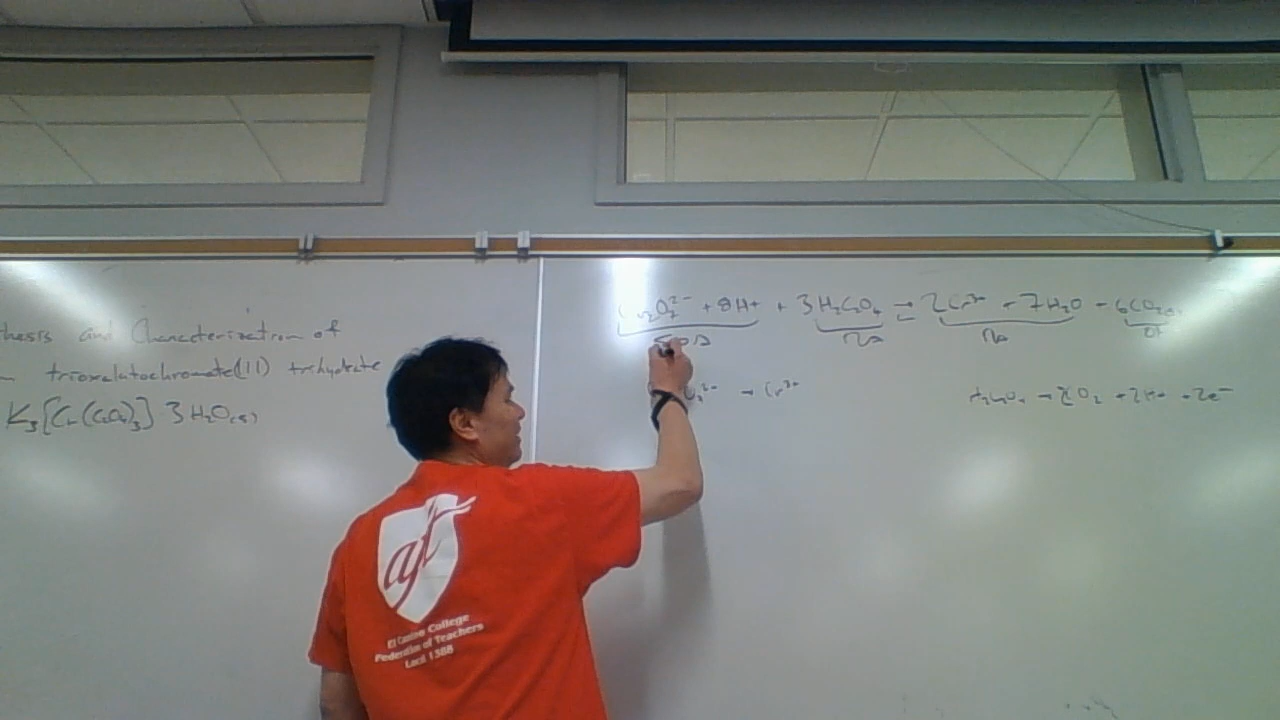 thesis and Characterization of
trioxalatochromate(III) trihydrate
K3[Cr(C2O4)3] 3H2O(s)
Cr2O7^2- + 8H+ + 3H2C2O4 ⇌ 2Cr3+ + 7H2O + 6CO2(g)
→ Cr3+
H2C2O4 → 2CO2 + 2H+ + 2e-
aft
El Camino College
Federation of Teachers
Local 1388